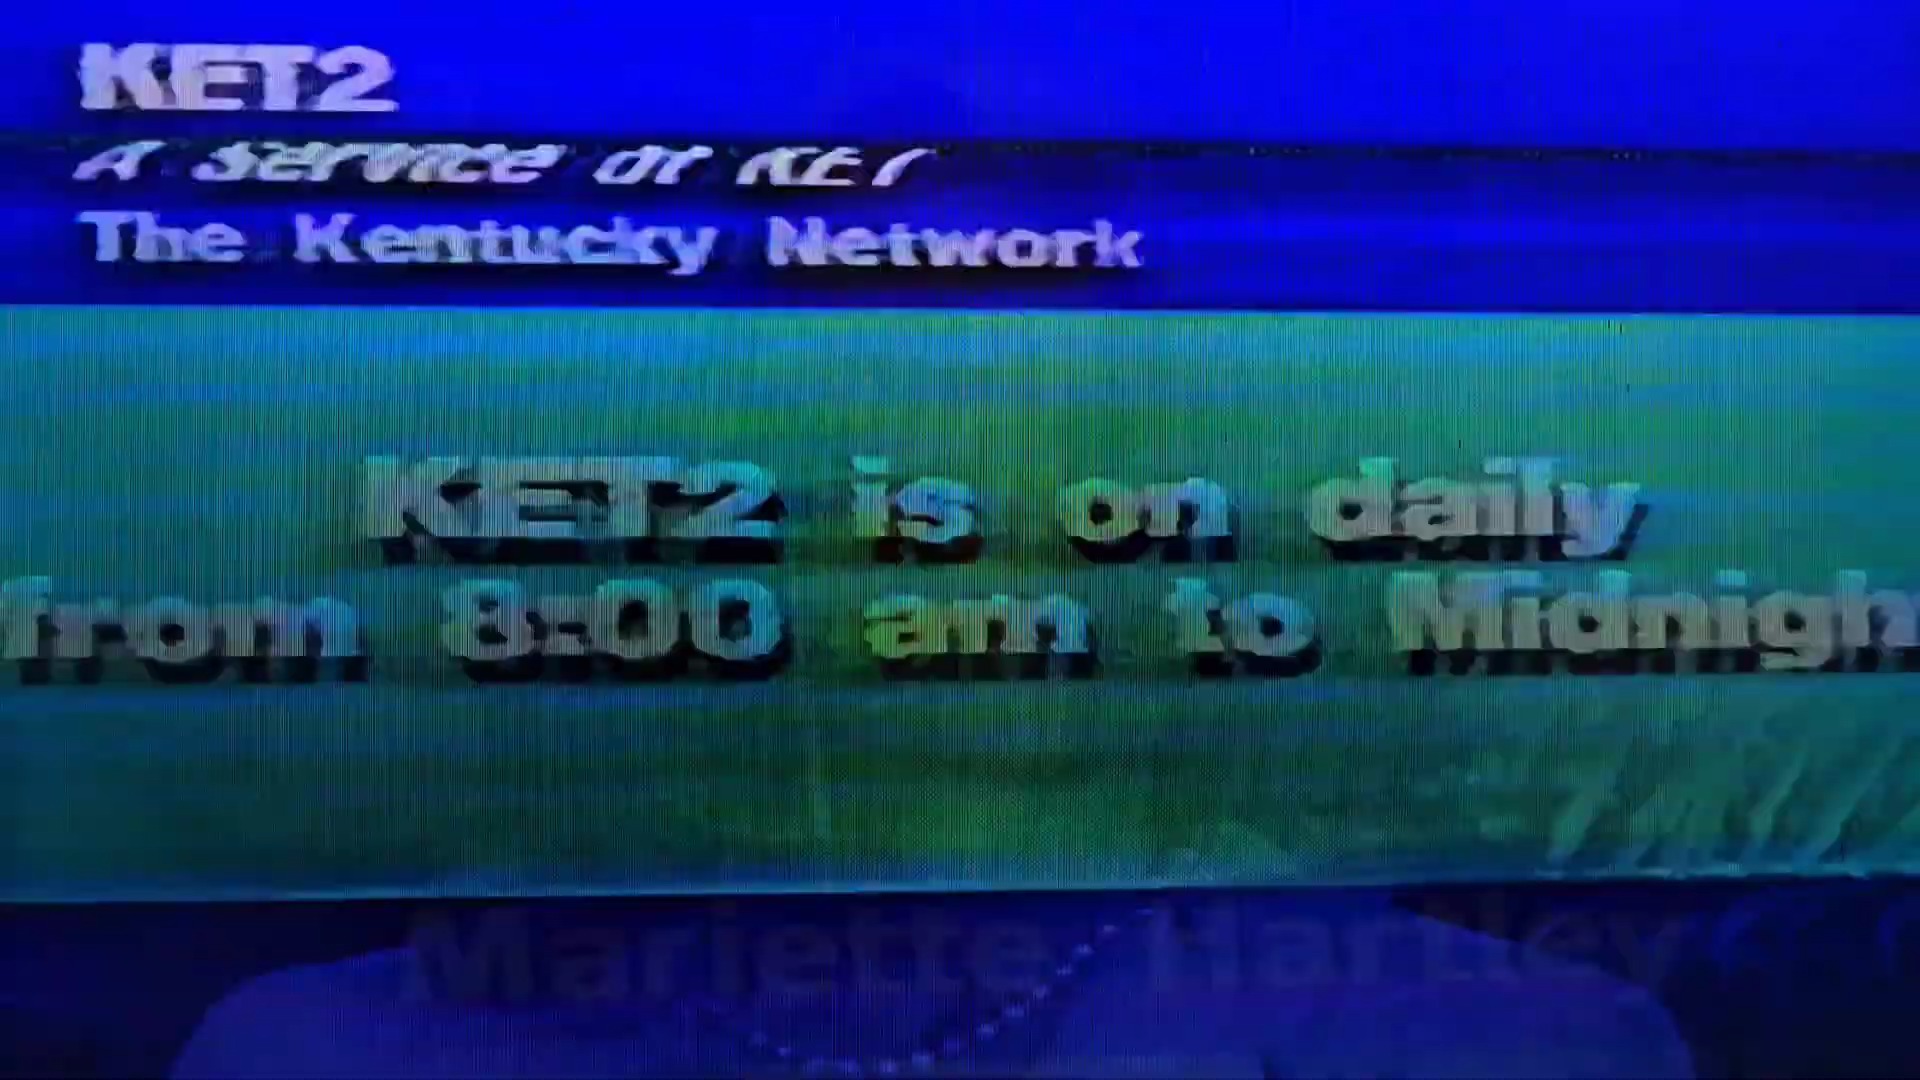 KET2
A service of KET
The Kentucky Network
KET2 is on daily
from 8:00 am to Midnigh
Mariette Hartley